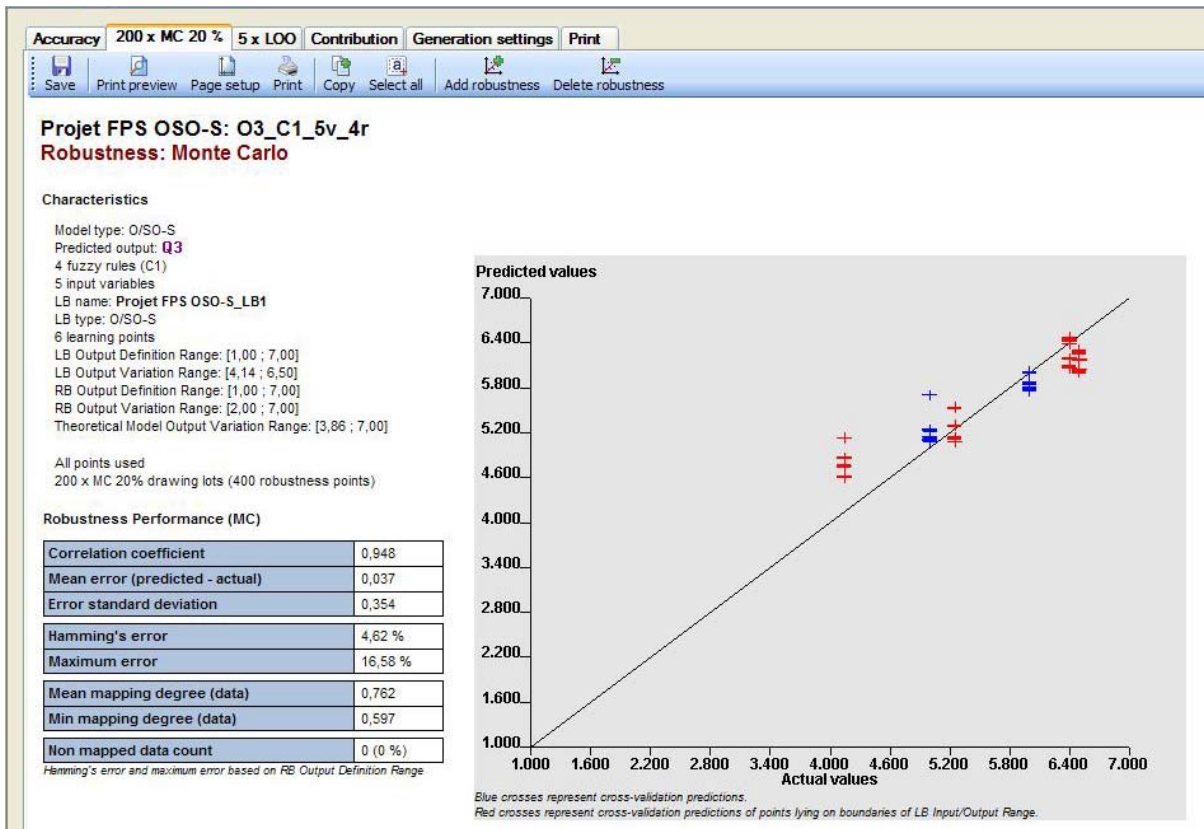 Accuracy 200 x MC 20 % 5 x LOO Contribution Generation settings Print
Save Print preview Page setup Print Copy Select all Add robustness Delete robustness
Projet FPS OSO-S: O3_C1_5v_4r
Robustness: Monte Carlo
Characteristics
Model type: O/SO-S
Predicted output: Q3
4 fuzzy rules (C1)
5 input variables
LB name: Projet FPS OSO-S_LB1
LB type: O/SO-S
6 learning points
LB Output Definition Range: [1,00 ; 7,00]
LB Output Variation Range: [4,14 ; 6,50]
RB Output Definition Range: [1,00 ; 7,00]
RB Output Variation Range: [2,00 ; 7,00]
Theoretical Model Output Variation Range: [3,86 ; 7,00]
All points used
200 x MC 20% drawing lots (400 robustness points)
Robustness Performance (MC)
Correlation coefficient 0,948
Mean error (predicted - actual) 0,037
Error standard deviation 0,354
Hamming's error 4,62 %
Maximum error 16,58 %
Mean mapping degree (data) 0,762
Min mapping degree (data) 0,597
Non mapped data count 0 (0 %)
Hamming's error and maximum error based on RB Output Definition Range
Predicted values
7.000
6.400
5.800
5.200
4.600
4.000
3.400
2.800
2.200
1.600
1.000
1.000 1.600 2.200 2.800 3.400 4.000 4.600 5.200 5.800 6.400 7.000
Actual values
Blue crosses represent cross-validation predictions.
Red crosses represent cross-validation predictions of points lying on boundaries of LB Input/Output Range.